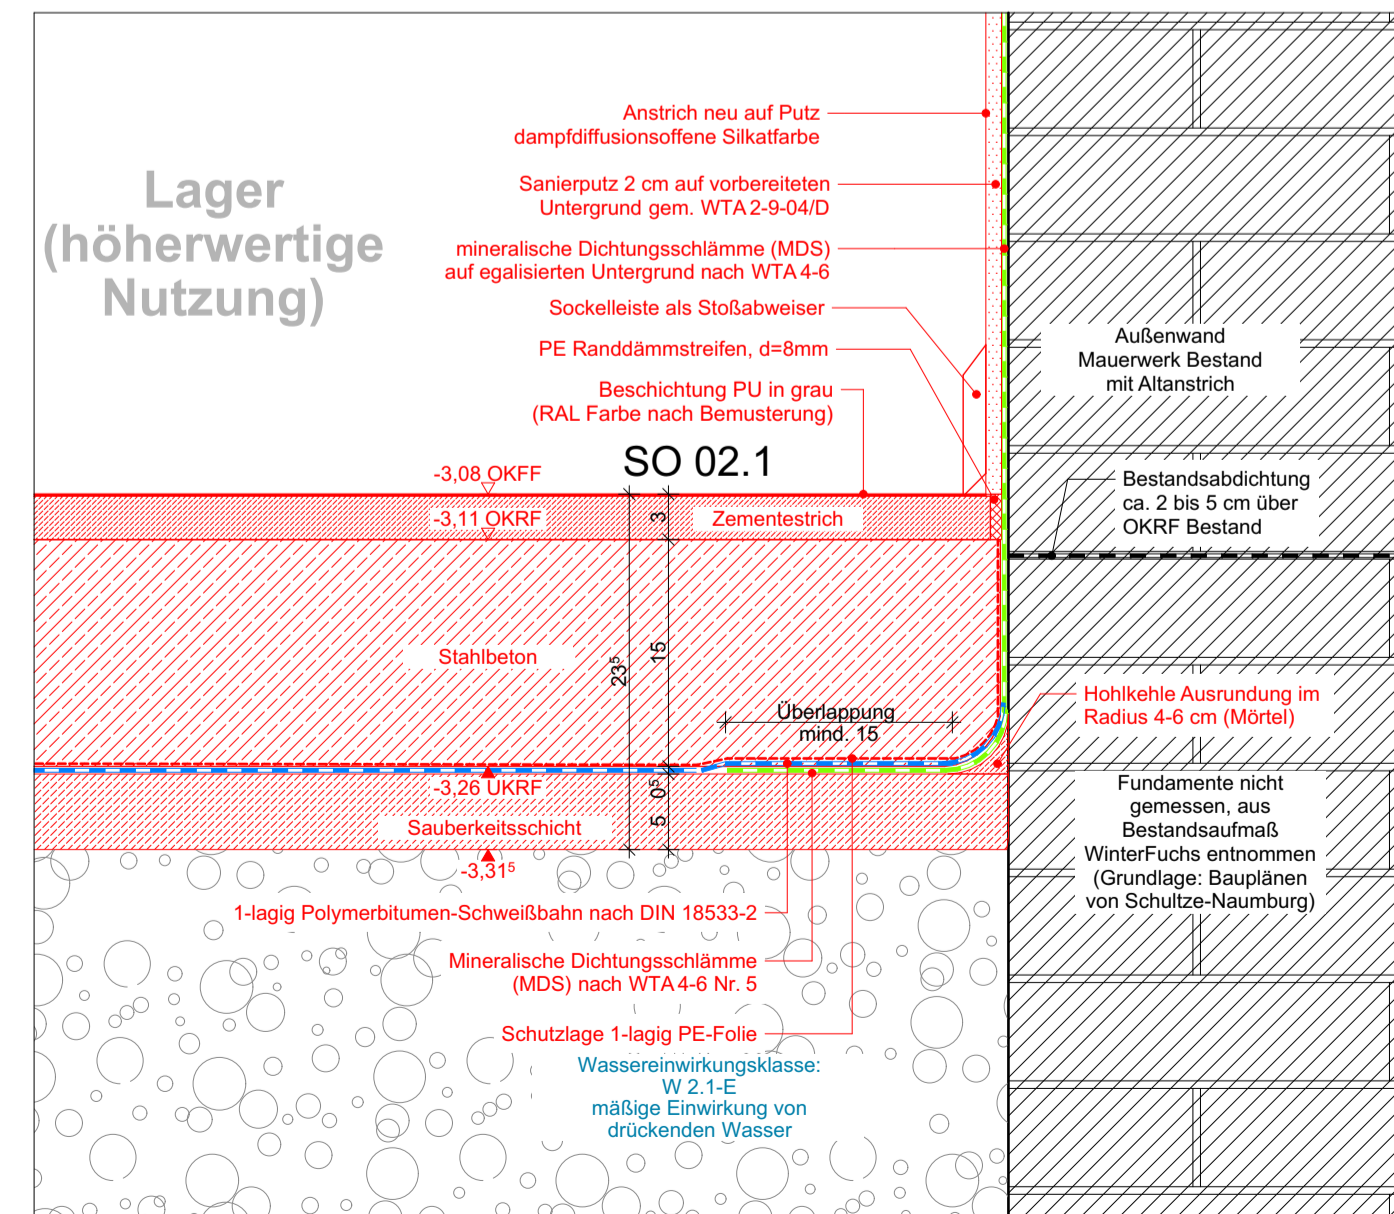 Lager
(höherwertige
Nutzung)
Anstrich neu auf Putz
dampfdiffusionsoffene Silkatfarbe
Sanierputz 2 cm auf vorbereiteten
Untergrund gem. WTA 2-9-04/D
mineralische Dichtungsschlämme (MDS)
auf egalisierten Untergrund nach WTA 4-6
Sockelleiste als Stoßabweiser
PE Randdämmstreifen, d=8mm
Beschichtung PU in grau
(RAL Farbe nach Bemusterung)
SO 02.1
Außenwand
Mauerwerk Bestand
mit Altanstrich
Bestandsabdichtung
ca. 2 bis 5 cm über
OKRF Bestand
-3,08 OKFF
-3,11 OKRF
3
Zementestrich
Stahlbeton
23⁵
15
Überlappung
mind. 15
Hohlkehle Ausrundung im
Radius 4-6 cm (Mörtel)
-3,26 UKRF
0⁵
5
Sauberkeitsschicht
-3,31⁵
Fundamente nicht
gemessen, aus
Bestandsaufmaß
WinterFuchs entnommen
(Grundlage: Bauplänen
von Schultze-Naumburg)
1-lagig Polymerbitumen-Schweißbahn nach DIN 18533-2
Mineralische Dichtungsschlämme
(MDS) nach WTA 4-6 Nr. 5
Schutzlage 1-lagig PE-Folie
Wassereinwirkungsklasse:
W 2.1-E
mäßige Einwirkung von
drückenden Wasser